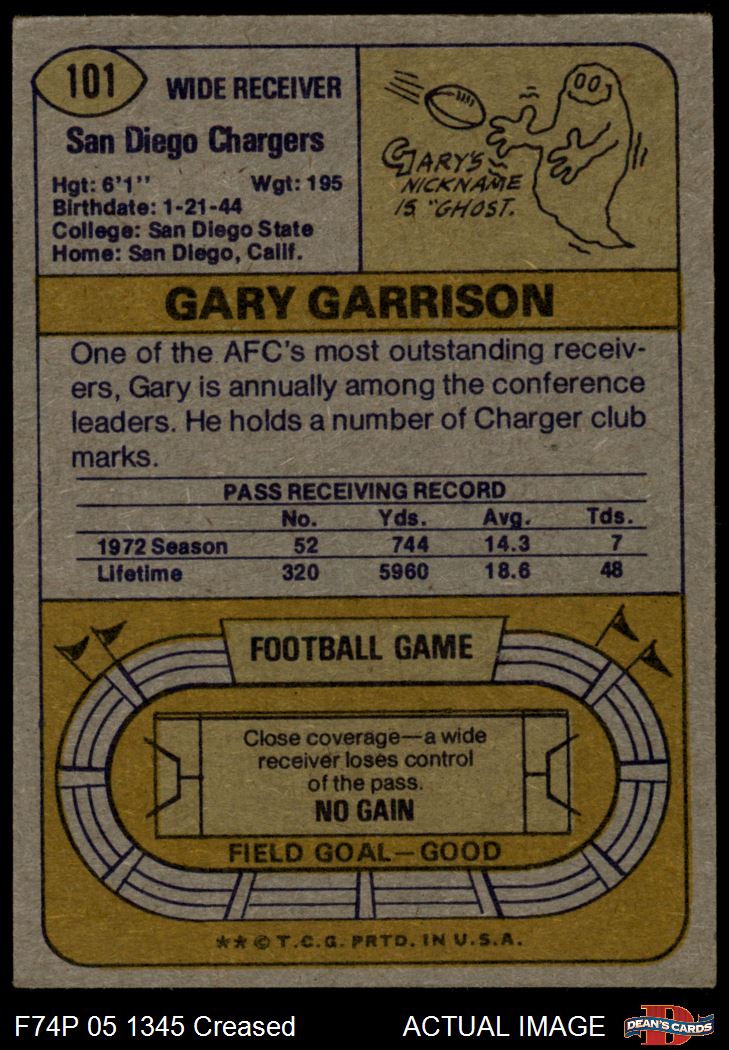 101
WIDE RECEIVER
San Diego Chargers
Hgt: 6'1" Wgt: 195
Birthdate: 1-21-44
College: San Diego State
Home: San Diego, Calif.
GARY'S
NICKNAME
IS "GHOST.
GARY GARRISON
One of the AFC's most outstanding receiv-
ers, Gary is annually among the conference
leaders. He holds a number of Charger club
marks.
PASS RECEIVING RECORD
No. Yds. Avg. Tds.
1972 Season 52 744 14.3 7
Lifetime 320 5960 18.6 48
FOOTBALL GAME
Close coverage—a wide
receiver loses control
of the pass.
NO GAIN
FIELD GOAL—GOOD
** © T.C.G. PRTD. IN U.S.A.
F74P 05 1345 Creased ACTUAL IMAGE
D
DEAN'S CARDS